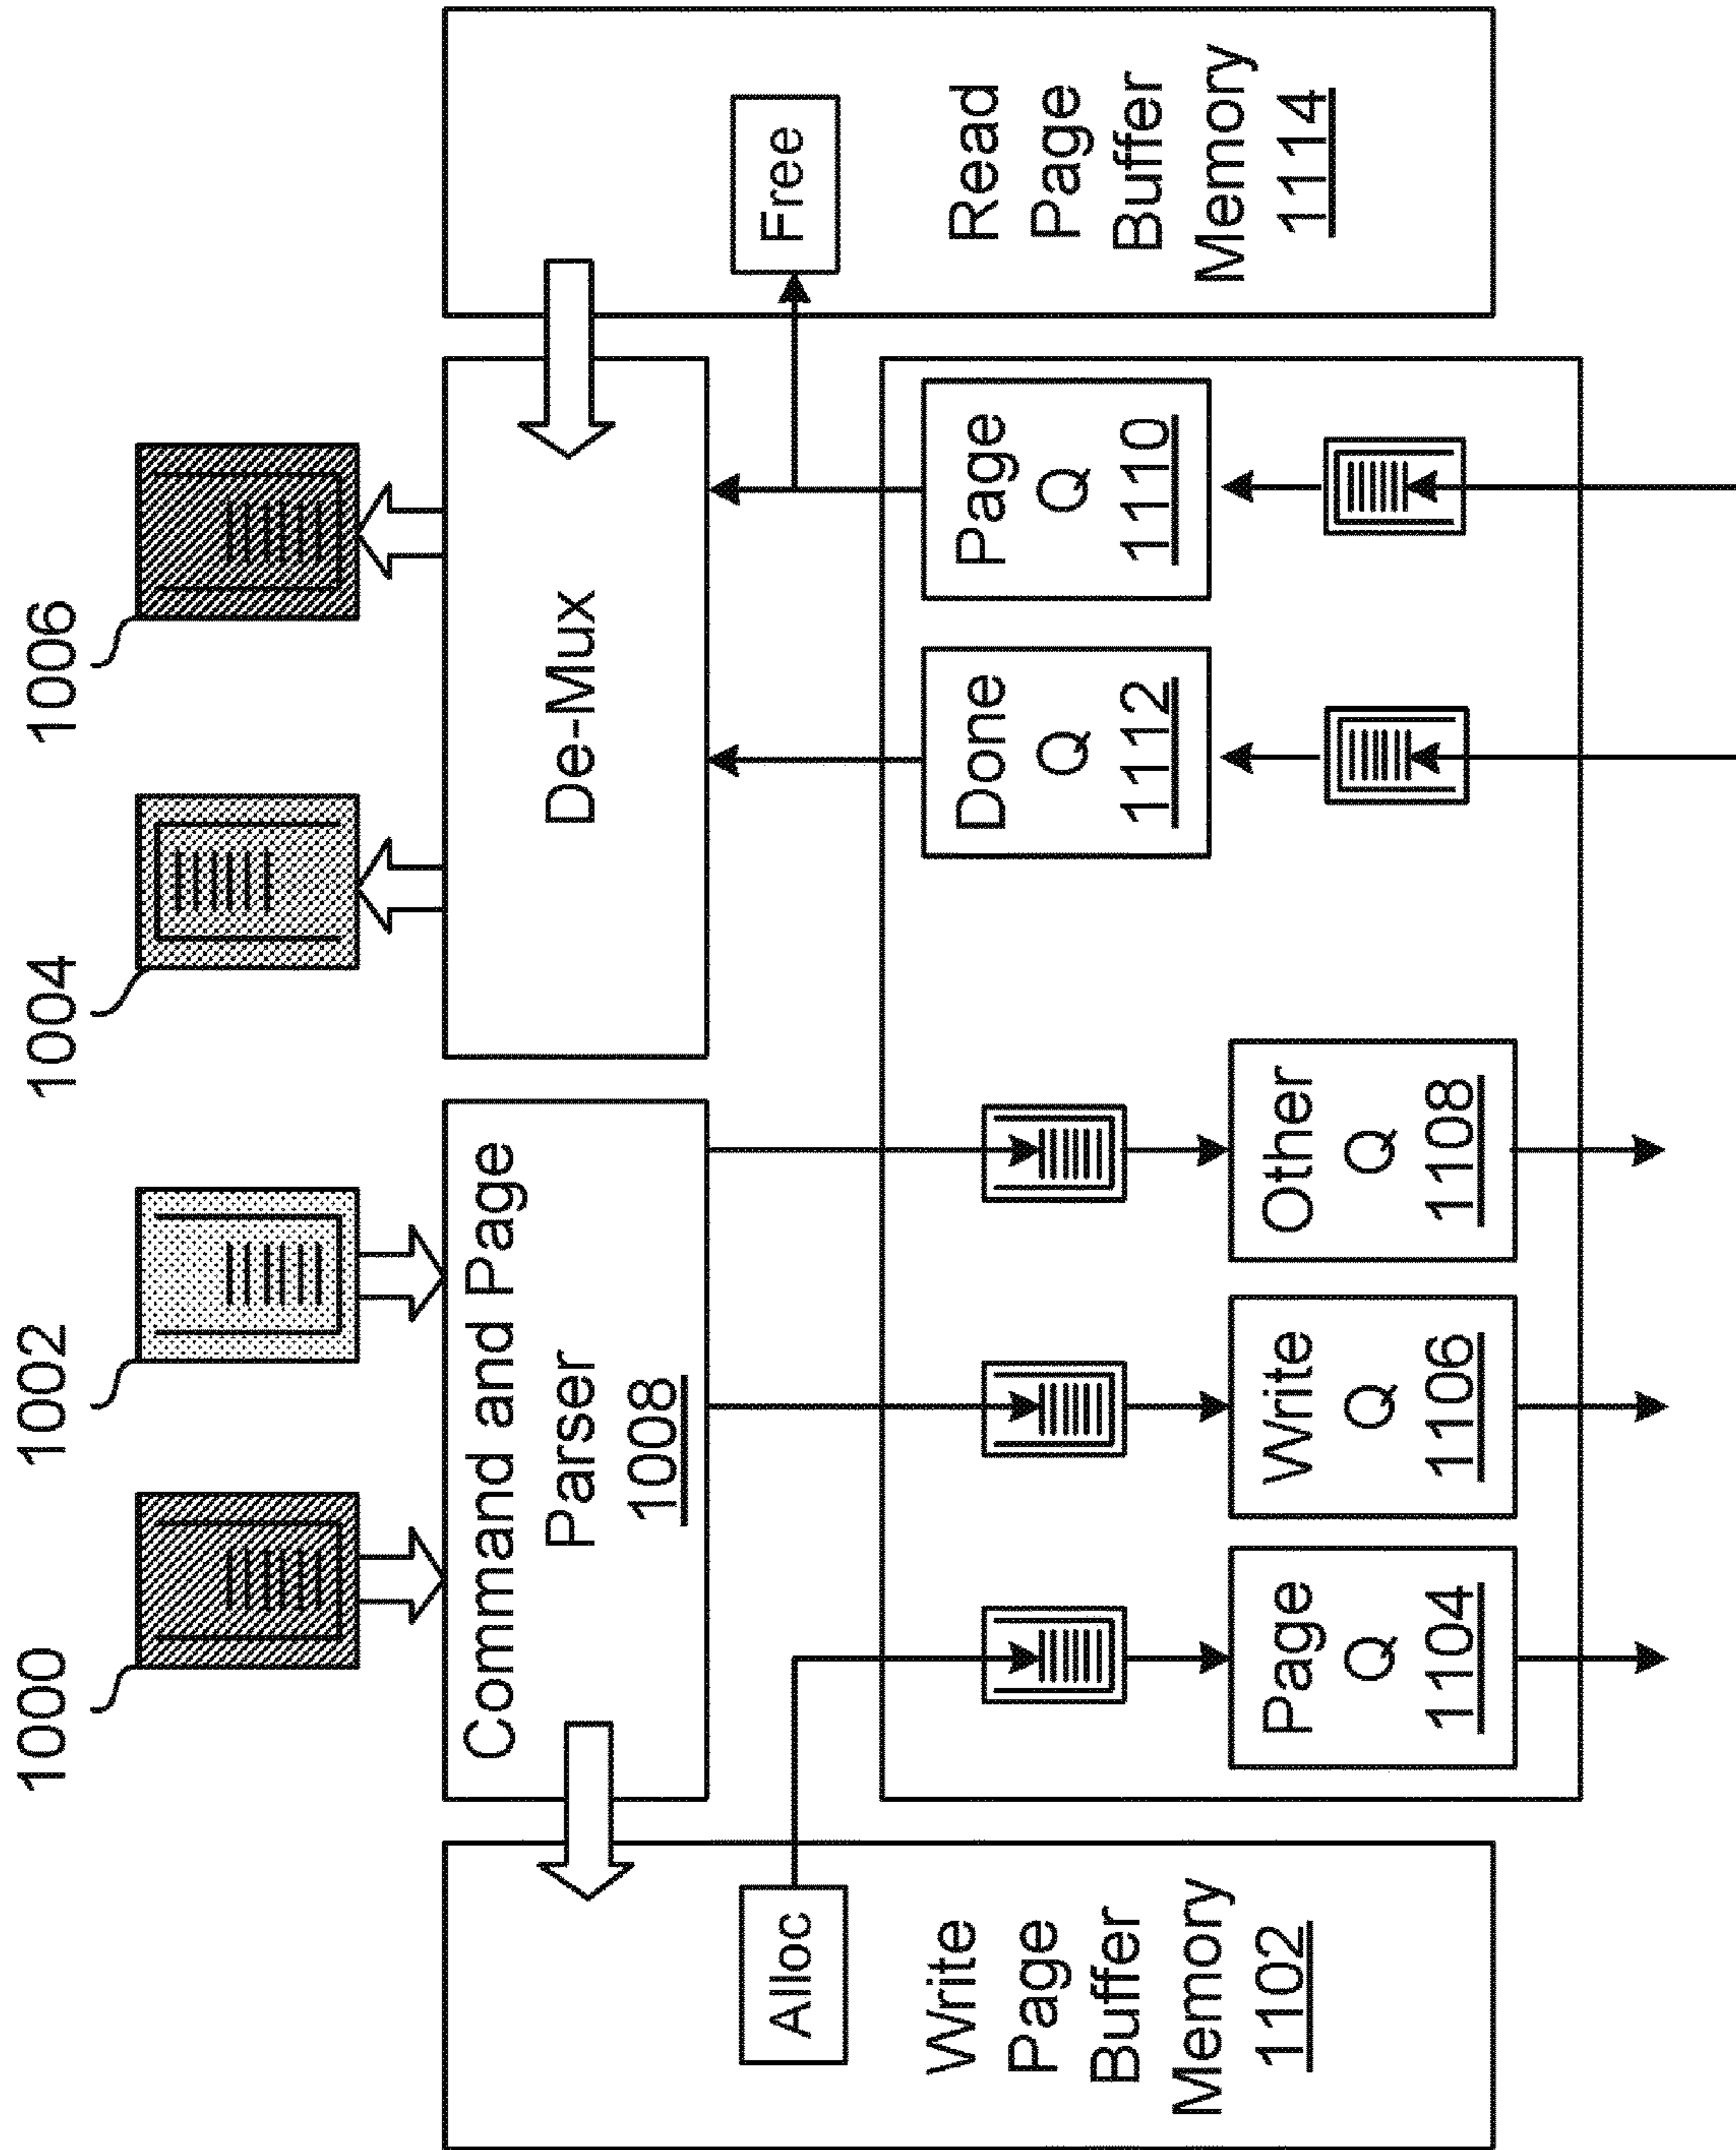 1000
1002
1004
1006
Command and Page
Parser
1008
De-Mux
Alloc
Write
Page
Buffer
Memory
1102
Free
Read
Page
Buffer
Memory
1114
Page
Q
1104
Write
Q
1106
Other
Q
1108
Done
Q
1112
Page
Q
1110